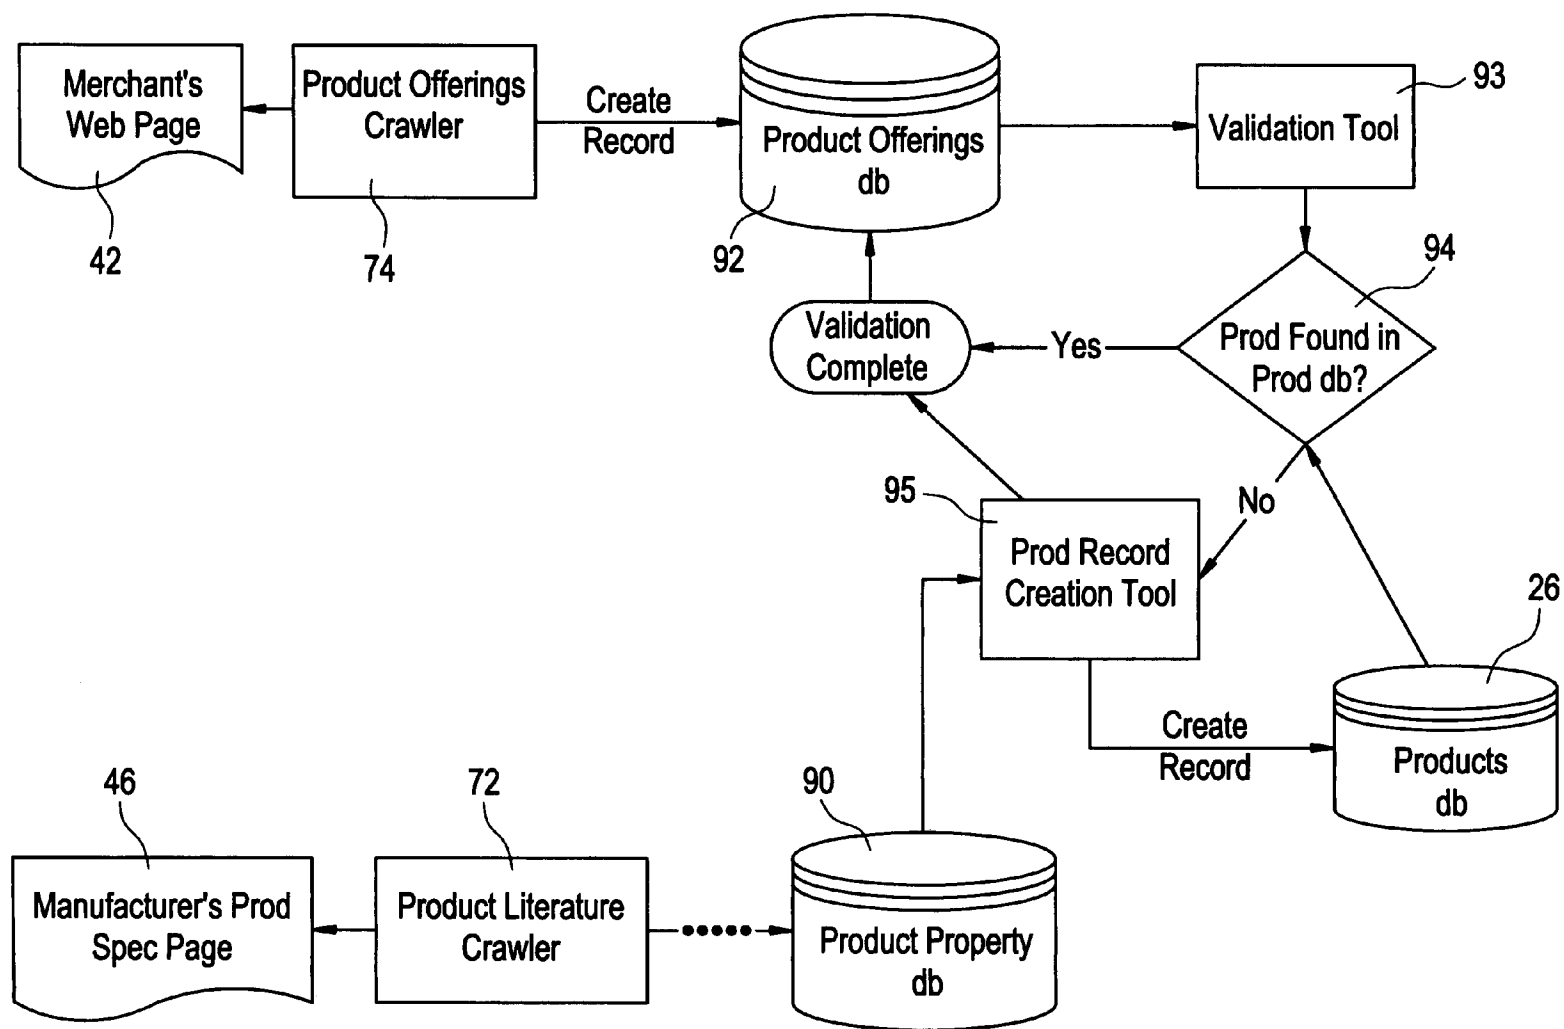 Merchant's
Web Page
42
Product Offerings
Crawler
74
Create
Record
Product Offerings
db
92
Validation Tool
93
94
Prod Found in
Prod db?
Yes
Validation
Complete
No
95
Prod Record
Creation Tool
26
Create
Record
Products
db
46
Manufacturer's Prod
Spec Page
72
Product Literature
Crawler
90
Product Property
db